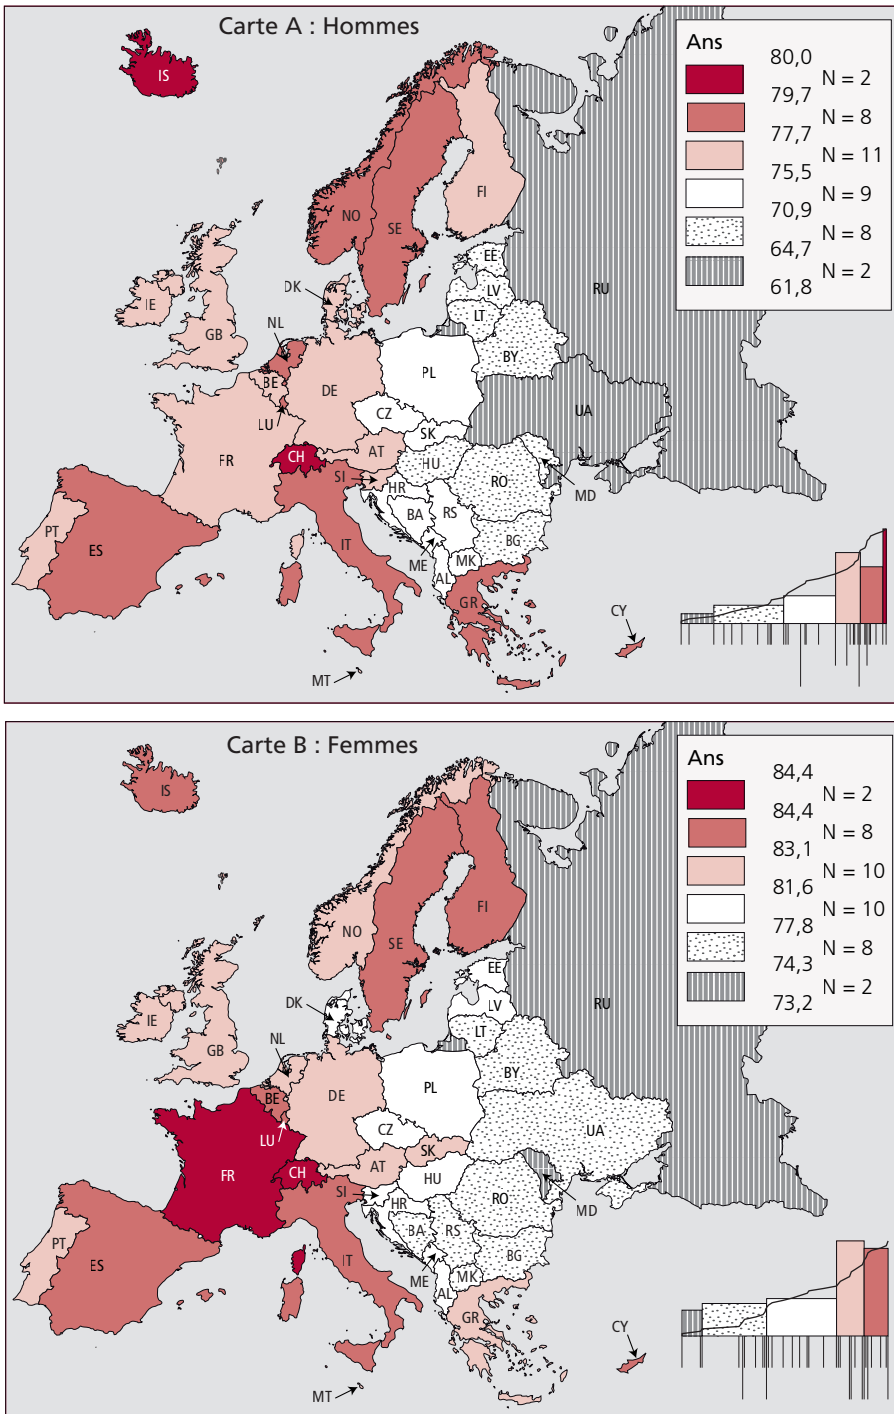 Carte A : Hommes
Ans
80,0
N = 2
79,7
N = 8
77,7
N = 11
75,5
N = 9
70,9
N = 8
64,7
N = 2
61,8
IS
NO
SE
FI
RU
EE
LV
LT
DK
IE
GB
NL
BY
BE
DE
PL
LU
CZ
UA
SK
FR
CH
AT
HU
SI
HR
RO
MD
PT
ES
BA
RS
IT
ME
BG
MK
AL
GR
CY
MT
Carte B : Femmes
Ans
84,4
N = 2
84,4
N = 8
83,1
N = 10
81,6
N = 10
77,8
N = 8
74,3
N = 2
73,2
IS
FI
NO
SE
EE
RU
LV
DK
LT
IE
GB
NL
BY
BE
DE
PL
UA
LU
CZ
SK
FR
CH
AT
HU
SI
HR
RO
MD
PT
BA
RS
ES
IT
BG
ME
MK
AL
GR
CY
MT